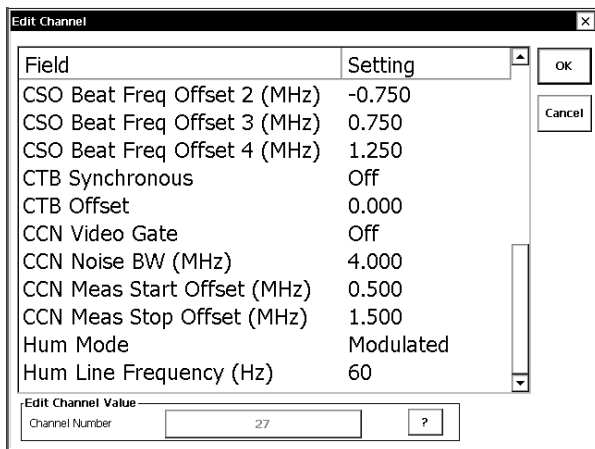 Edit Channel
Field Setting
CSO Beat Freq Offset 2 (MHz) -0.750
CSO Beat Freq Offset 3 (MHz) 0.750
CSO Beat Freq Offset 4 (MHz) 1.250
CTB Synchronous Off
CTB Offset 0.000
CCN Video Gate Off
CCN Noise BW (MHz) 4.000
CCN Meas Start Offset (MHz) 0.500
CCN Meas Stop Offset (MHz) 1.500
Hum Mode Modulated
Hum Line Frequency (Hz) 60
OK
Cancel
Edit Channel Value
Channel Number 27 ?